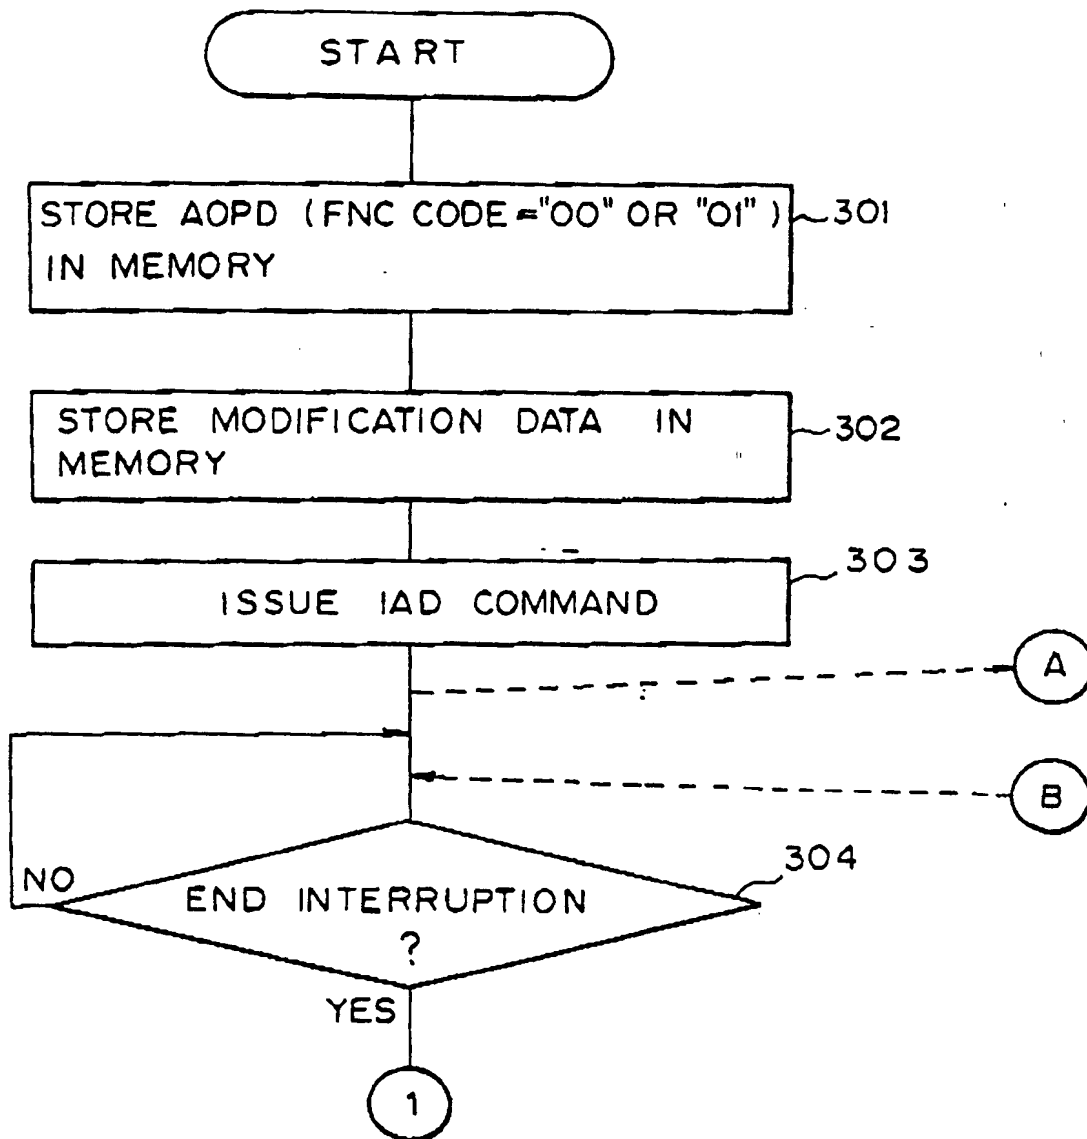 START
STORE AOPD (FNC CODE="00" OR "01")
IN MEMORY
301
STORE MODIFICATION DATA IN
MEMORY
302
ISSUE IAD COMMAND
303
A
B
NO
END INTERRUPTION
?
304
YES
1